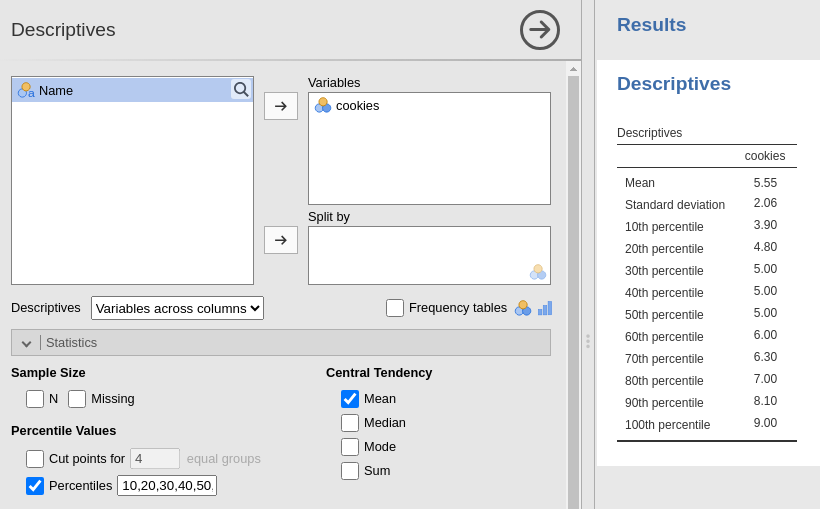 Descriptives
Name
Variables
cookies
Split by
Descriptives Variables across columns Frequency tables
Statistics
Sample Size
N Missing
Percentile Values
Cut points for 4 equal groups
Percentiles 10,20,30,40,50,
Central Tendency
Mean
Median
Mode
Sum
Results
Descriptives
Descriptives
cookies
Mean 5.55
Standard deviation 2.06
10th percentile 3.90
20th percentile 4.80
30th percentile 5.00
40th percentile 5.00
50th percentile 5.00
60th percentile 6.00
70th percentile 6.30
80th percentile 7.00
90th percentile 8.10
100th percentile 9.00